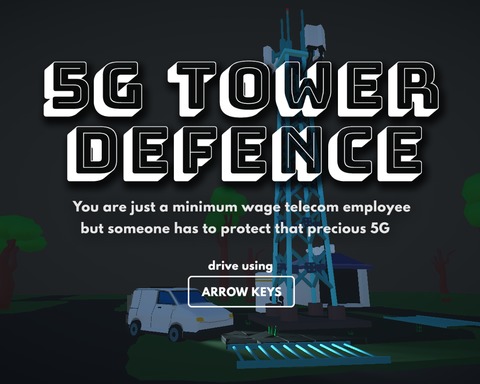 5G TOWER
DEFENCE
You are just a minimum wage telecom employee
but someone has to protect that precious 5G
drive using
ARROW KEYS